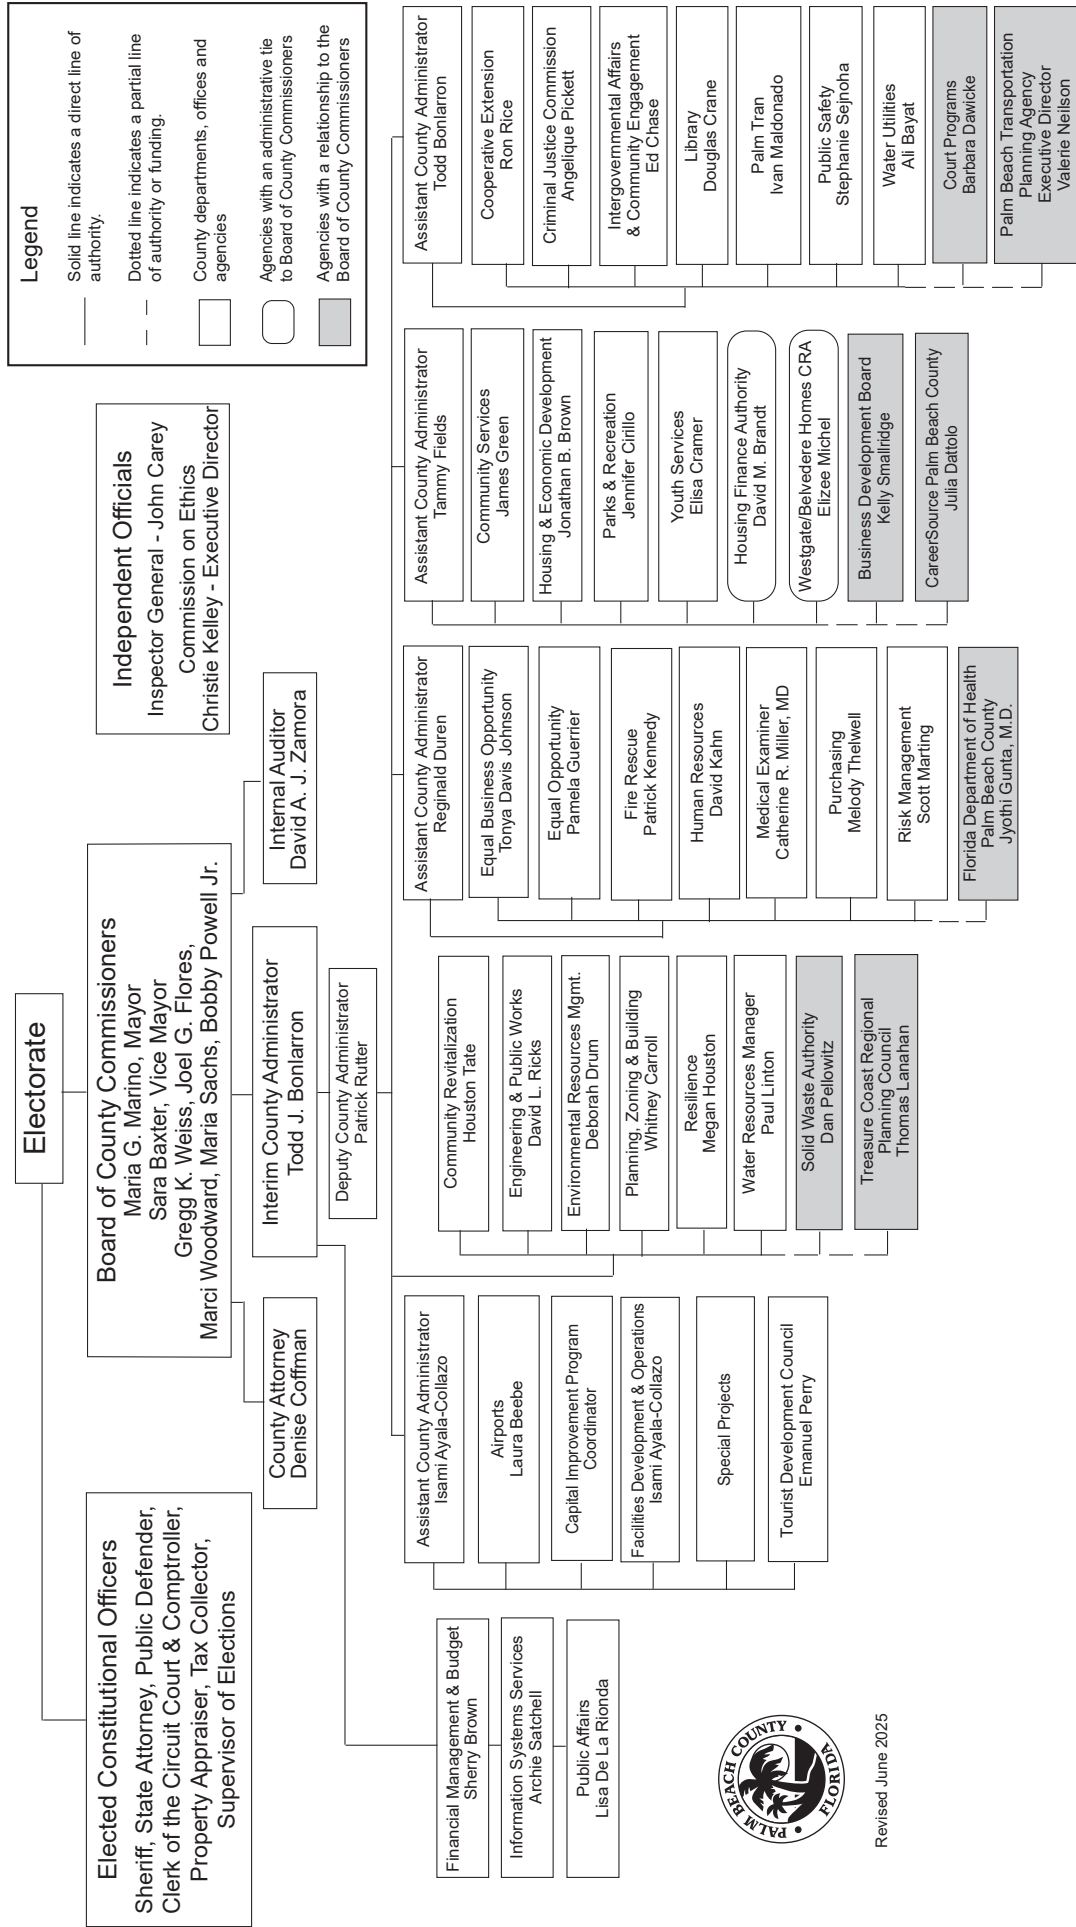 Electorate
Elected Constitutional Officers
Sheriff, State Attorney, Public Defender,
Clerk of the Circuit Court & Comptroller,
Property Appraiser, Tax Collector,
Supervisor of Elections
Board of County Commissioners
Maria G. Marino, Mayor
Sara Baxter, Vice Mayor
Gregg K. Weiss, Joel G. Flores,
Marci Woodward, Maria Sachs, Bobby Powell Jr.
Independent Officials
Inspector General - John Carey
Commission on Ethics
Christie Kelley - Executive Director
Legend
Solid line indicates a direct line of
authority.
Dotted line indicates a partial line
of authority or funding.
County departments, offices and
agencies
Agencies with an administrative tie
to Board of County Commissioners
Agencies with a relationship to the
Board of County Commissioners
County Attorney
Denise Coffman
Interim County Administrator
Todd J. Bonlarron
Internal Auditor
David A. J. Zamora
Deputy County Administrator
Patrick Rutter
Financial Management & Budget
Sherry Brown
Information Systems Services
Archie Satchell
Public Affairs
Lisa De La Rionda
Assistant County Administrator
Isami Ayala-Collazo
Airports
Laura Beebe
Capital Improvement Program
Coordinator
Facilities Development & Operations
Isami Ayala-Collazo
Special Projects
Tourist Development Council
Emanuel Perry
Community Revitalization
Houston Tate
Engineering & Public Works
David L. Ricks
Environmental Resources Mgmt.
Deborah Drum
Planning, Zoning & Building
Whitney Carroll
Resilience
Megan Houston
Water Resources Manager
Paul Linton
Solid Waste Authority
Dan Pellowitz
Treasure Coast Regional
Planning Council
Thomas Lanahan
Assistant County Administrator
Reginald Duren
Equal Business Opportunity
Tonya Davis Johnson
Equal Opportunity
Pamela Guerrier
Fire Rescue
Patrick Kennedy
Human Resources
David Kahn
Medical Examiner
Catherine R. Miller, MD
Purchasing
Melody Thelwell
Risk Management
Scott Marting
Florida Department of Health
Palm Beach County
Jyothi Gunta, M.D.
Assistant County Administrator
Tammy Fields
Community Services
James Green
Housing & Economic Development
Jonathan B. Brown
Parks & Recreation
Jennifer Cirillo
Youth Services
Elisa Cramer
Housing Finance Authority
David M. Brandt
Westgate/Belvedere Homes CRA
Elizee Michel
Business Development Board
Kelly Smallridge
CareerSource Palm Beach County
Julia Dattolo
Assistant County Administrator
Todd Bonlarron
Cooperative Extension
Ron Rice
Criminal Justice Commission
Angelique Pickett
Intergovernmental Affairs
& Community Engagement
Ed Chase
Library
Douglas Crane
Palm Tran
Ivan Maldonado
Public Safety
Stephanie Sejnoha
Water Utilities
Ali Bayat
Court Programs
Barbara Dawicke
Palm Beach Transportation
Planning Agency
Executive Director
Valerie Neilson
PALM BEACH COUNTY • FLORIDA •
Revised June 2025